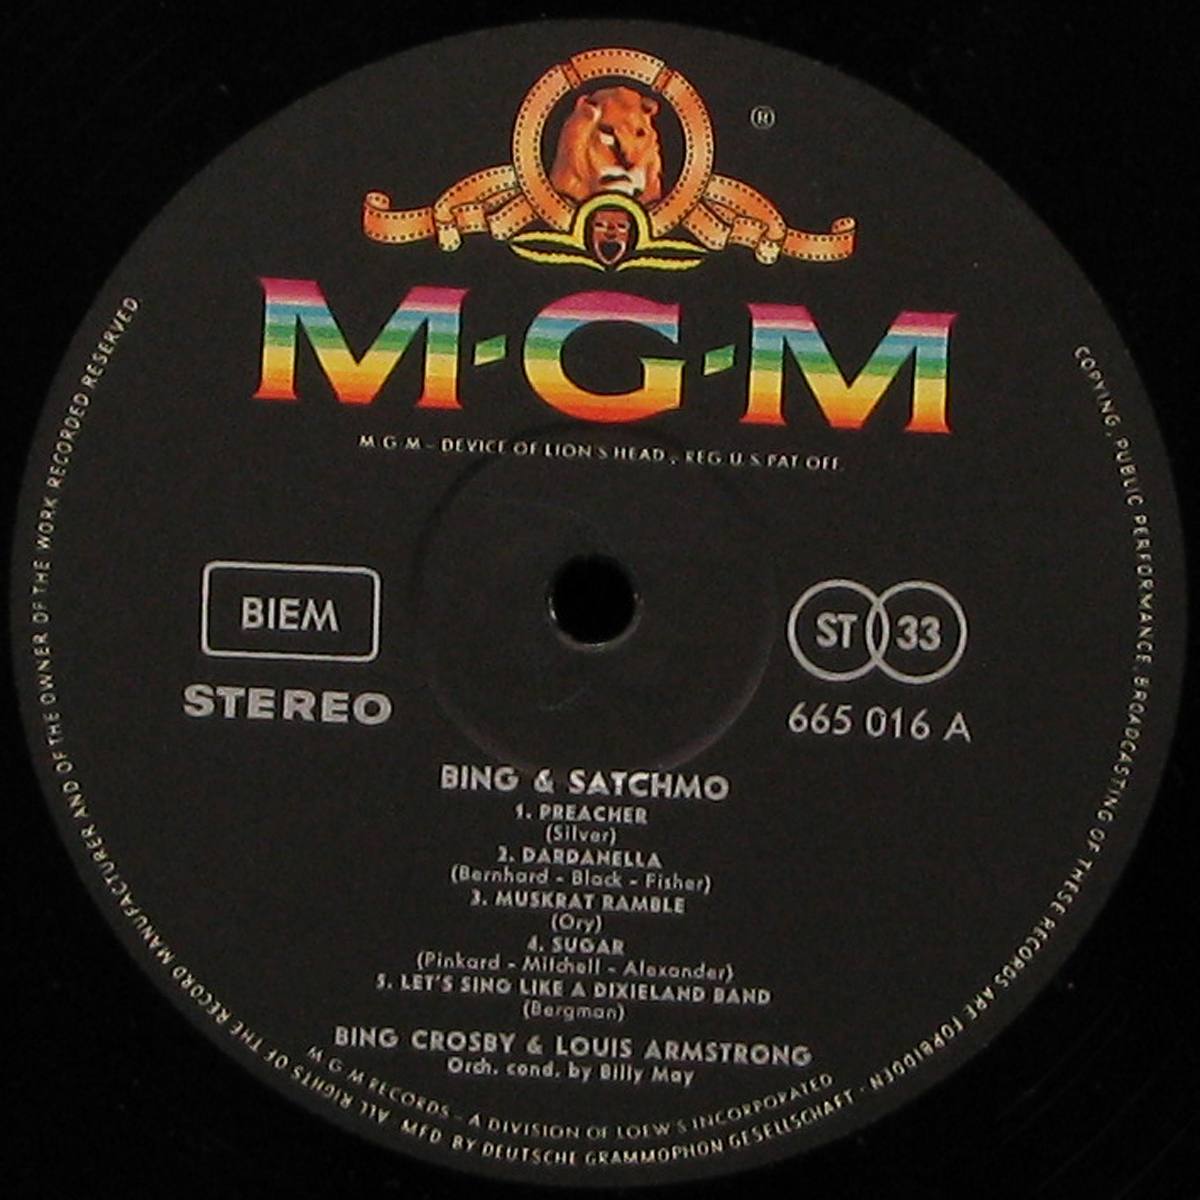 ®
M·G·M
M G M - DEVICE OF LION'S HEAD, REG U.S. PAT OFF.
BIEM
STEREO
ST 33
665 016 A
BING & SATCHMO
1. PREACHER
(Silver)
2. DARDANELLA
(Bernhard - Black - Fisher)
3. MUSKRAT RAMBLE
(Ory)
4. SUGAR
(Pinkard - Mitchell - Alexander)
5. LET'S SING LIKE A DIXIELAND BAND
(Bergman)
BING CROSBY & LOUIS ARMSTRONG
Orch. cond. by Billy May
M G M RECORDS - A DIVISION OF LOEW'S INCORPORATED
MFD BY DEUTSCHE GRAMMOPHON GESELLSCHAFT · ALL RIGHTS OF THE RECORD MANUFACTURER AND OF THE OWNER OF THE WORK RECORDED RESERVED
COPYING, PUBLIC PERFORMANCE, BROADCASTING OF THESE RECORDS ARE FORBIDDEN